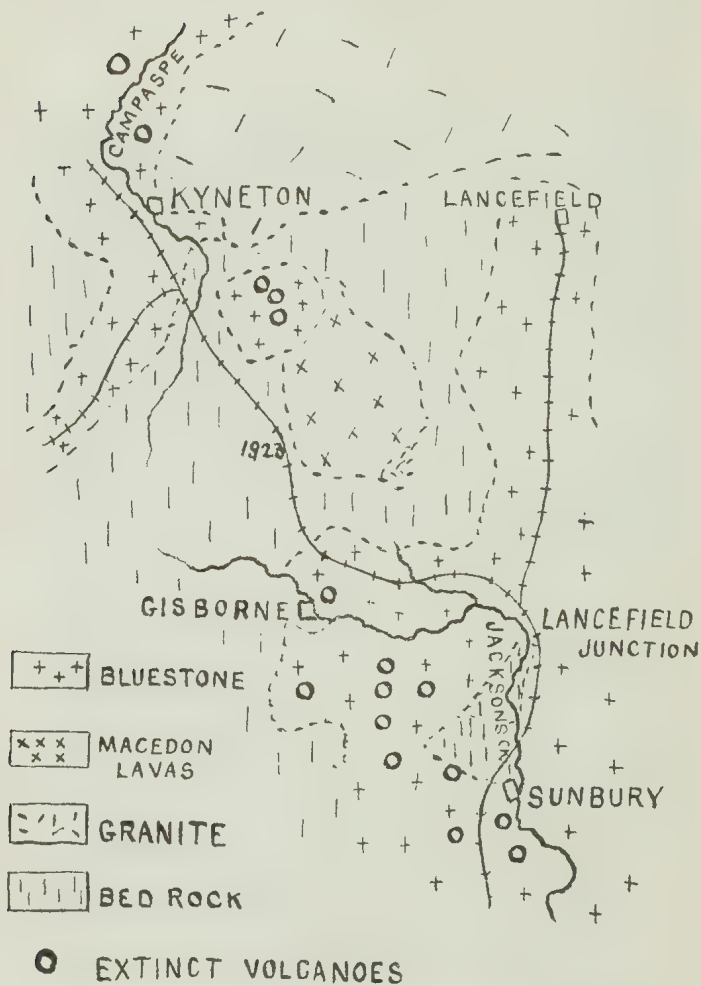 CAMPASPE
KYNETON
LANCEFIELD
1923
GISBORNE
LANCEFIELD
JUNCTION
JACKSONS CK
SUNBURY
BLUESTONE
MACEDON
LAVAS
GRANITE
BED ROCK
EXTINCT VOLCANOES